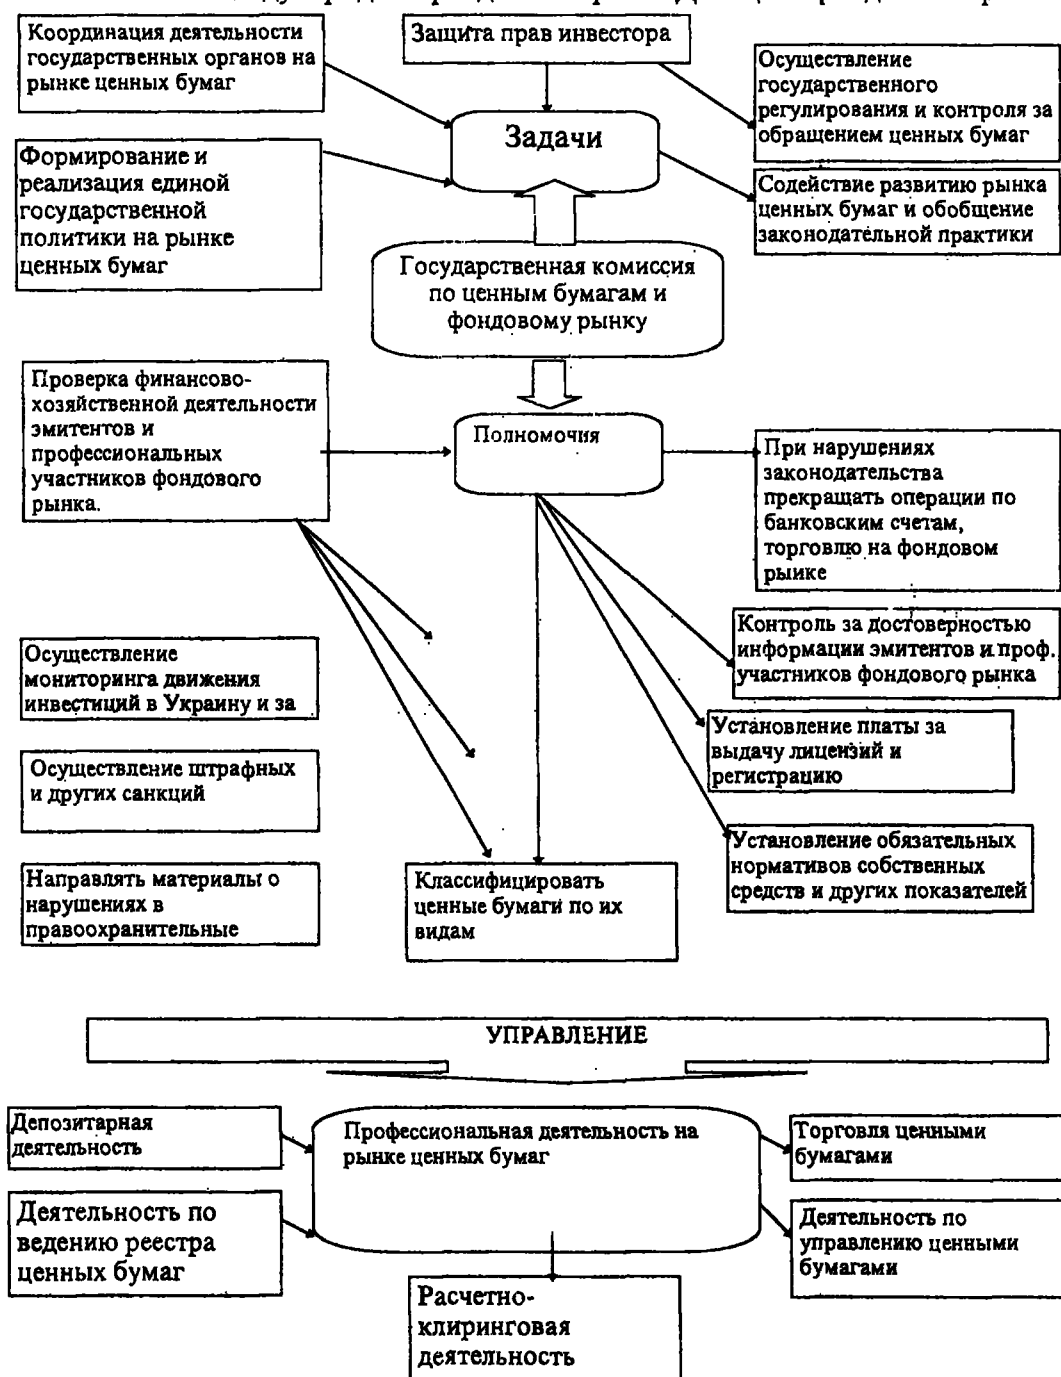 Координация деятельности
государственных органов на
рынке ценных бумаг
Защита прав инвестора
Осуществление
государственного
регулирования и контроля за
обращением ценных бумаг
Задачи
Формирование и
реализация единой
государственной
политики на рынке
ценных бумаг
Содействие развитию рынка
ценных бумаг и обобщение
законодательной практики
Государственная комиссия
по ценным бумагам и
фондовому рынку
Проверка финансово-
хозяйственной деятельности
эмитентов и
профессиональных
участников фондового
рынка.
Полномочия
При нарушениях
законодательства
прекращать операции по
банковским счетам,
торговлю на фондовом
рынке
Осуществление
мониторинга движения
инвестиций в Украину и за
Контроль за достоверностью
информации эмитентов и проф.
участников фондового рынка
Установление платы за
выдачу лицензий и
регистрацию
Осуществление штрафных
и других санкций
Установление обязательных
нормативов собственных
средств и других показателей
Направлять материалы о
нарушениях в
правоохранительные
Классифицировать
ценные бумаги по их
видам
УПРАВЛЕНИЕ
Депозитарная
деятельность
Профессиональная деятельность на
рынке ценных бумаг
Торговля ценными
бумагами
Деятельность по
ведению реестра
ценных бумаг
Деятельность по
управлению ценными
бумагами
Расчетно-
клиринговая
деятельность